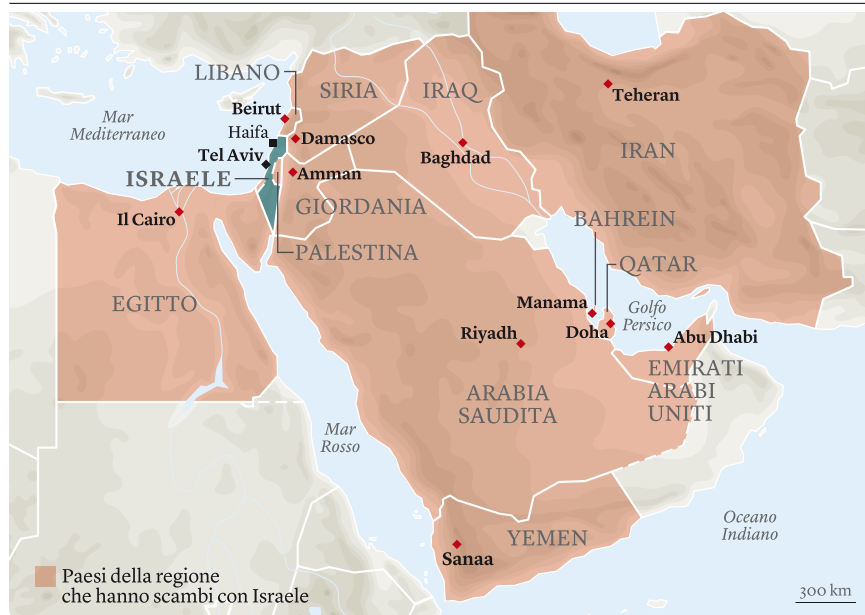 LIBANO
SIRIA
IRAQ
Teheran
Mar
Mediterraneo
Beirut
Haifa
Damasco
Tel Aviv
Baghdad
IRAN
ISRAELE
Amman
GIORDANIA
Il Cairo
BAHREIN
PALESTINA
QATAR
EGITTO
Manama
Golfo
Persico
Riyadh
Doha
Abu Dhabi
EMIRATI
ARABI
UNITI
ARABIA
SAUDITA
Mar
Rosso
Oceano
Indiano
YEMEN
Sanaa
Paesi della regione
che hanno scambi con Israele
300 km